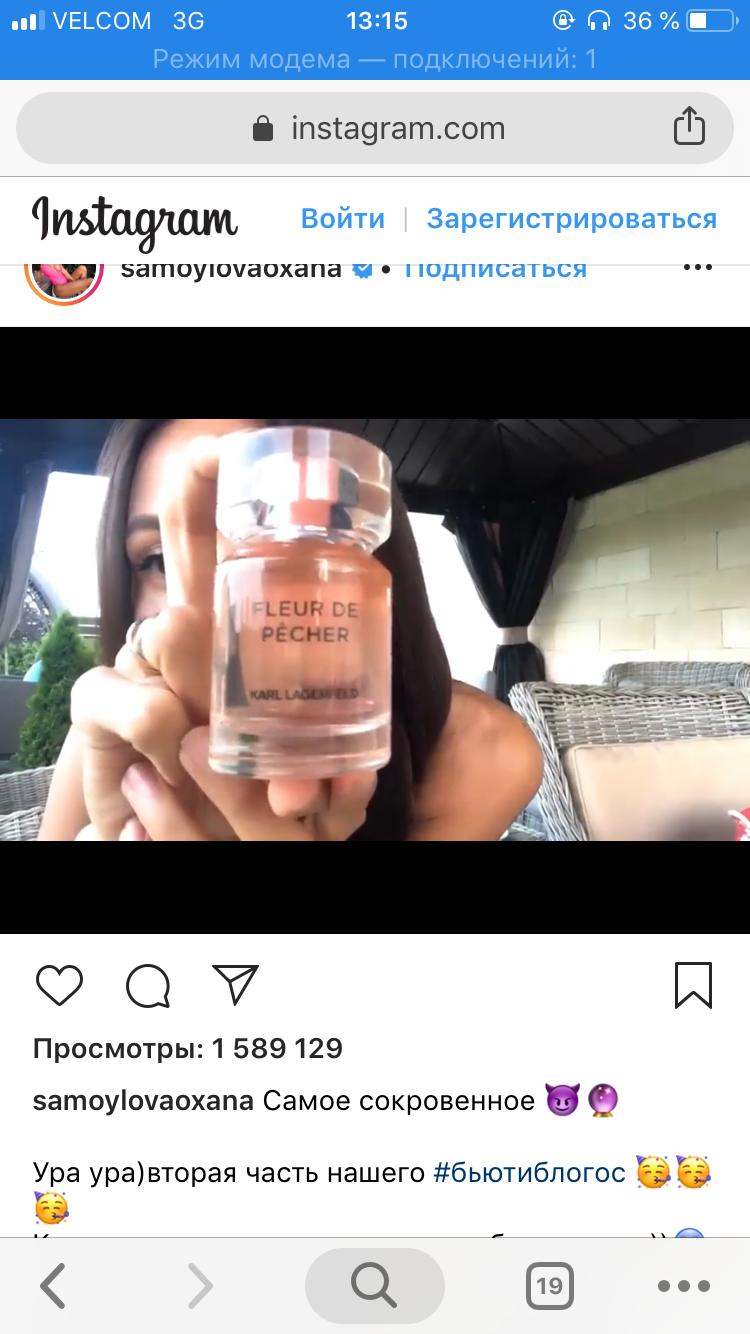 VELCOM 3G 13:15 36 %
Режим модема — подключений: 1
instagram.com
Instagram Войти | Зарегистрироваться
samoylovaoxana • Подписаться
FLEUR DE
PÊCHER
KARL LAGERFELD
Просмотры: 1 589 129
samoylovaoxana Самое сокровенное 😈🔮
Ура ура)вторая часть нашего #бьютиблогос 🥳🥳
🥳
19